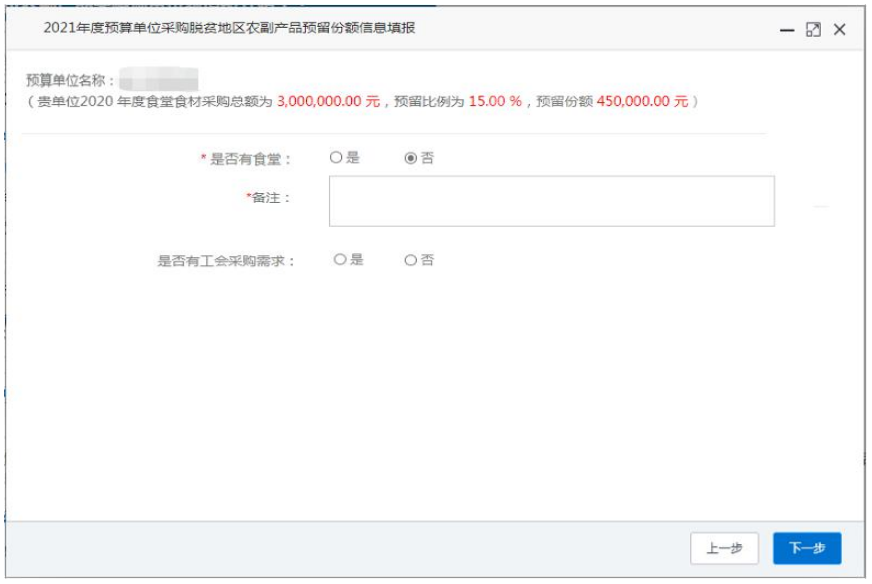 2021年度预算单位采购脱贫地区农副产品预留份额信息填报
预算单位名称：
（贵单位2020 年度食堂食材采购总额为 3,000,000.00 元，预留比例为 15.00 %，预留份额 450,000.00 元）
* 是否有食堂： 是 否
*备注：
是否有工会采购需求： 是 否
上一步 下一步